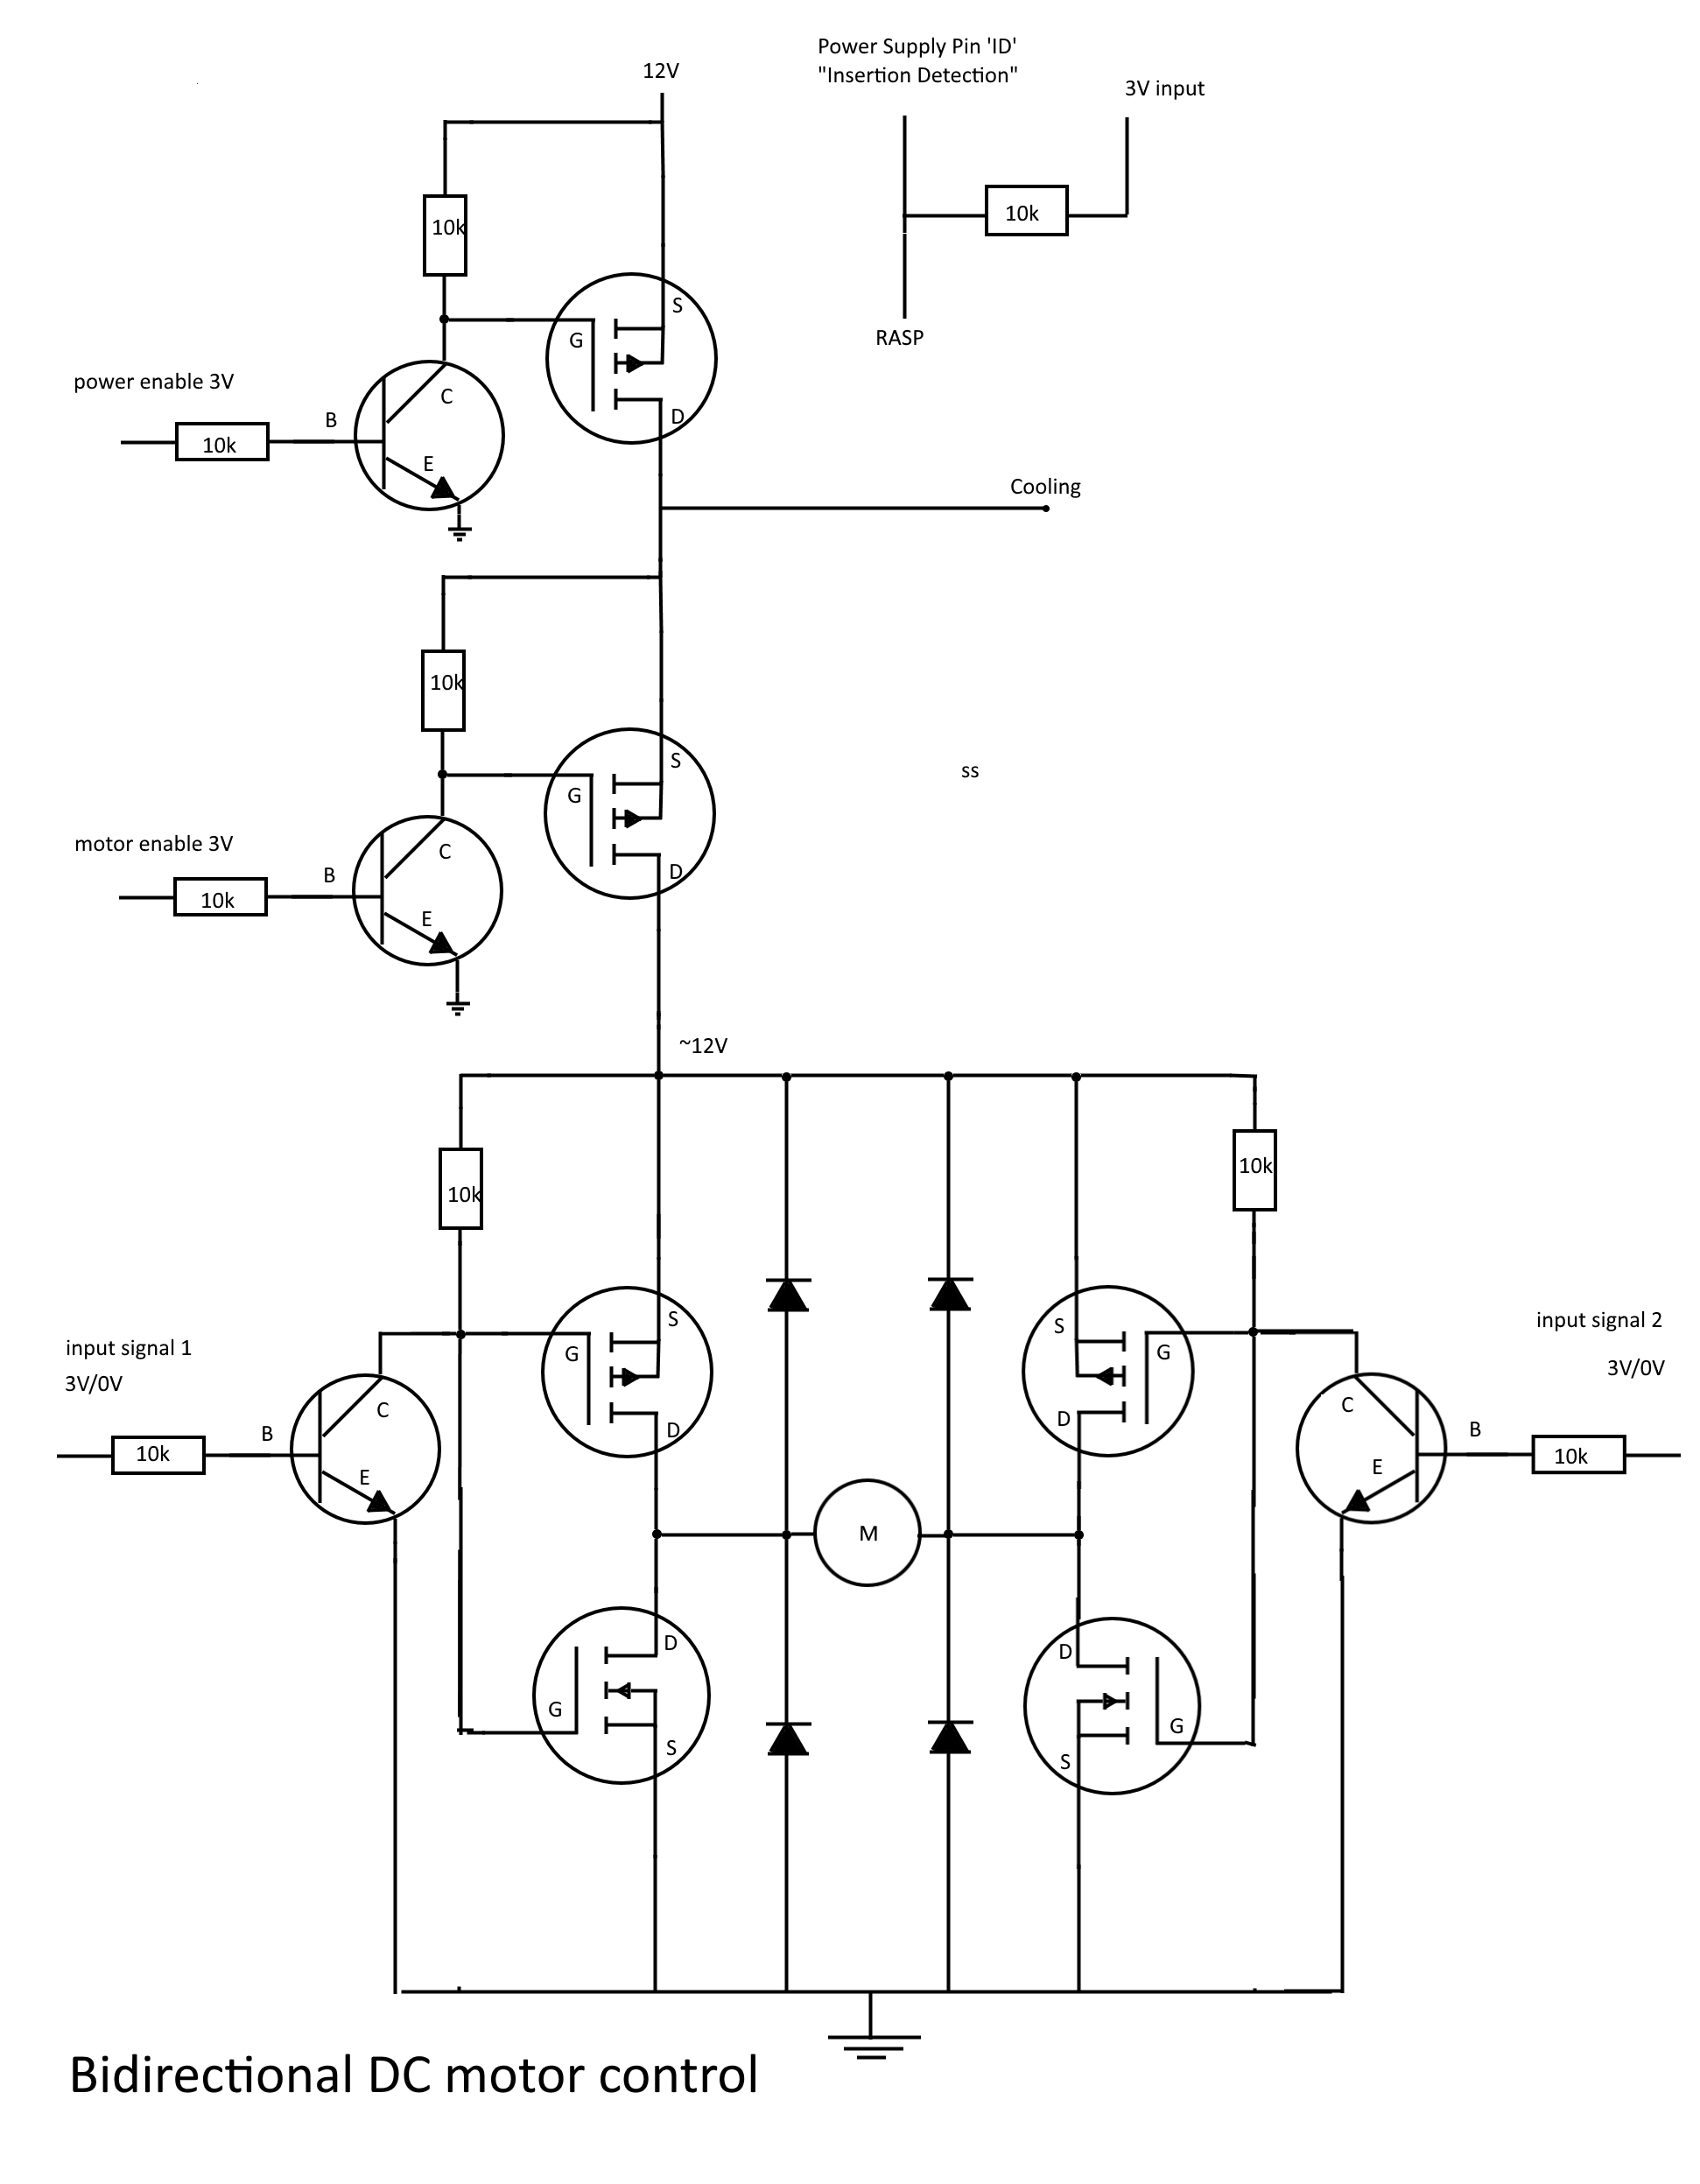 Power Supply Pin 'ID'
"Insertion Detection"
12V
3V input
10k
10k
S
G
RASP
power enable 3V
C
D
B
10k
E
Cooling
10k
S
ss
G
motor enable 3V
C
D
B
10k
E
~12V
10k
10k
S
S
input signal 1
input signal 2
G
G
3V/0V
3V/0V
C
D
D
C
B
B
10k
10k
E
E
M
D
D
G
G
S
S
Bidirectional DC motor control